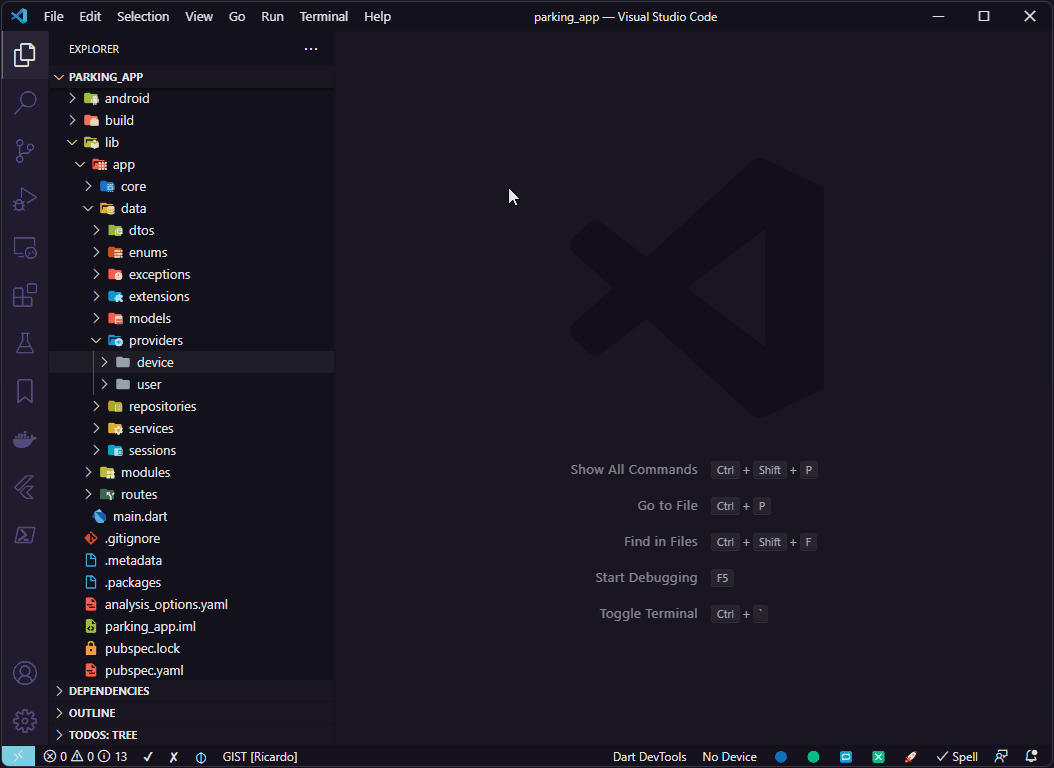 File Edit Selection View Go Run Terminal Help parking_app — Visual Studio Code
EXPLORER
PARKING_APP
android
build
lib
app
core
data
dtos
enums
exceptions
extensions
models
providers
device
user
repositories
services
sessions
modules
routes
main.dart
.gitignore
.metadata
.packages
analysis_options.yaml
parking_app.iml
pubspec.lock
pubspec.yaml
DEPENDENCIES
OUTLINE
TODOS: TREE
Show All Commands Ctrl + Shift + P
Go to File Ctrl + P
Find in Files Ctrl + Shift + F
Start Debugging F5
Toggle Terminal Ctrl + `
0 0 13 GIST [Ricardo] Dart DevTools No Device Spell